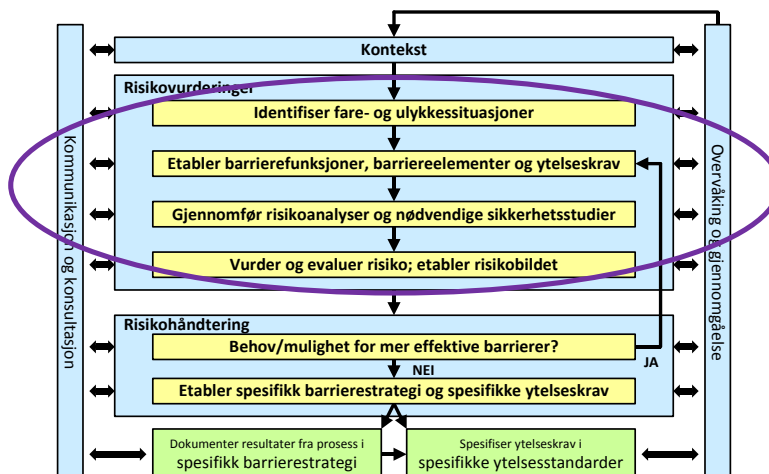 Kontekst
Risikovurderinger
Identifiser fare- og ulykkessituasjoner
Etabler barrierefunksjoner, barriereelementer og ytelseskrav
Gjennomfør risikoanalyser og nødvendige sikkerhetsstudier
Vurder og evaluer risiko; etabler risikobildet
Risikohåndtering
Behov/mulighet for mer effektive barrierer?
JA
NEI
Etabler spesifikk barrierestrategi og spesifikke ytelseskrav
Dokumenter resultater fra prosess i
spesifikk barrierestrategi
Spesifiser ytelseskrav i
spesifikke ytelsesstandarder
Kommunikasjon og konsultasjon
Overvåking og gjennomgåelse